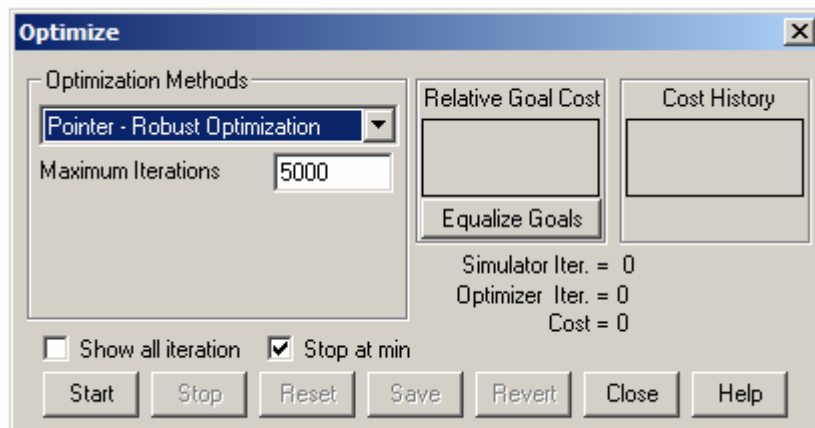 Optimize
Optimization Methods
Pointer - Robust Optimization
Maximum Iterations 5000
Relative Goal Cost
Equalize Goals
Cost History
Simulator Iter. = 0
Optimizer Iter. = 0
Cost = 0
Show all iteration Stop at min
Start Stop Reset Save Revert Close Help